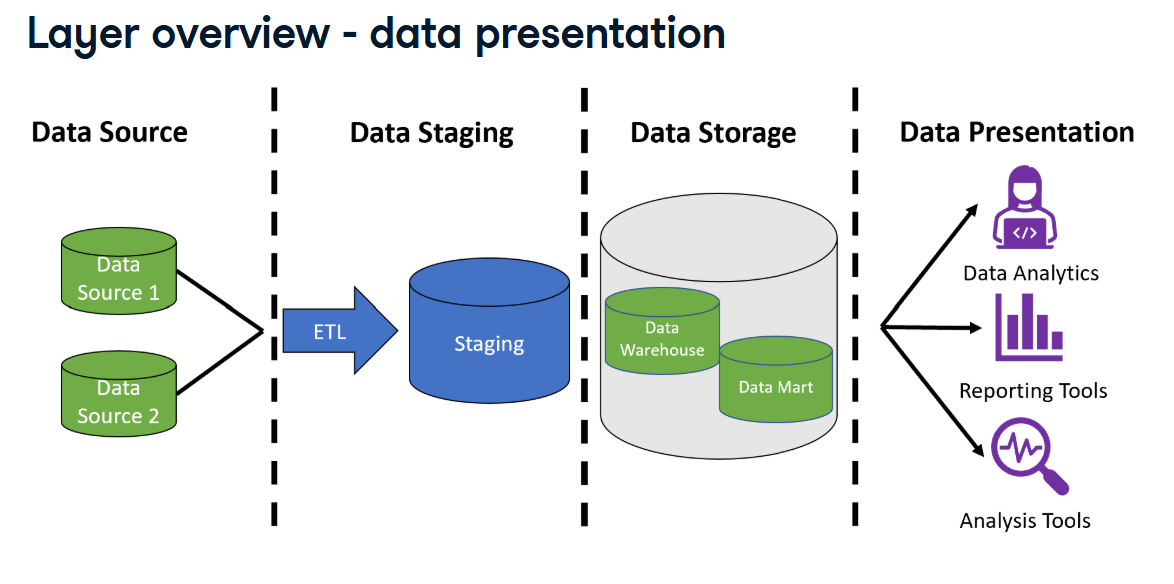 Layer overview - data presentation
Data Source
Data Staging
Data Storage
Data Presentation
Data
Source 1
Data
Source 2
ETL
Staging
Data
Warehouse
Data Mart
</>
Data Analytics
Reporting Tools
Analysis Tools